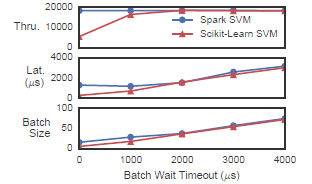 20000
Thru. 10000
0
Spark SVM
Scikit-Learn SVM
4000
Lat. 2000
(μs)
0
100
Batch 50
Size
0
0 1000 2000 3000 4000
Batch Wait Timeout (μs)